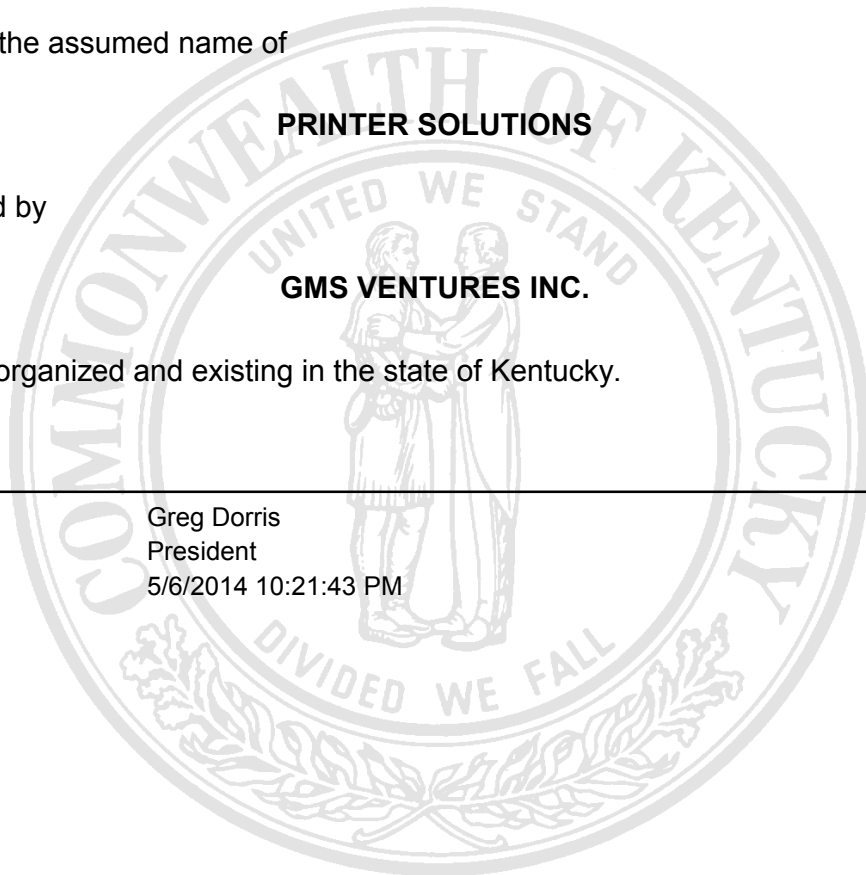 the assumed name of
PRINTER SOLUTIONS
d by
GMS VENTURES INC.
organized and existing in the state of Kentucky.
Greg Dorris
President
5/6/2014 10:21:43 PM
COMMONWEALTH OF KENTUCKY
UNITED WE STAND
DIVIDED WE FALL